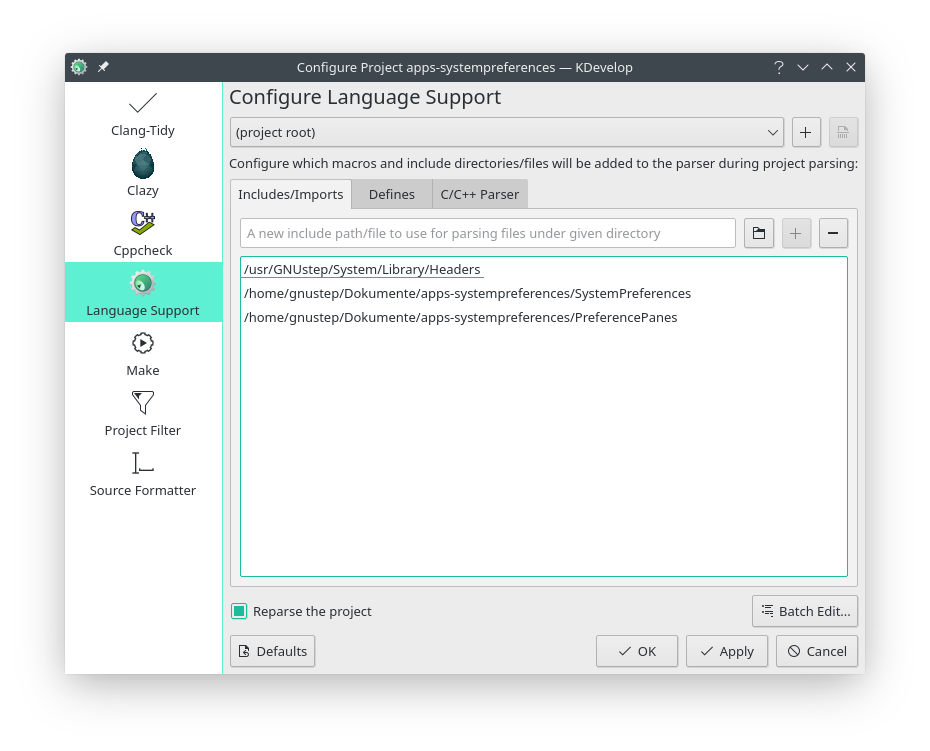 Configure Project apps-systempreferences — KDevelop
Clang-Tidy
Clazy
Cppcheck
Language Support
Make
Project Filter
Source Formatter
Configure Language Support
(project root)
Configure which macros and include directories/files will be added to the parser during project parsing:
Includes/Imports Defines C/C++ Parser
A new include path/file to use for parsing files under given directory
/usr/GNUstep/System/Library/Headers
/home/gnustep/Dokumente/apps-systempreferences/SystemPreferences
/home/gnustep/Dokumente/apps-systempreferences/PreferencePanes
Reparse the project
Batch Edit...
Defaults OK Apply Cancel